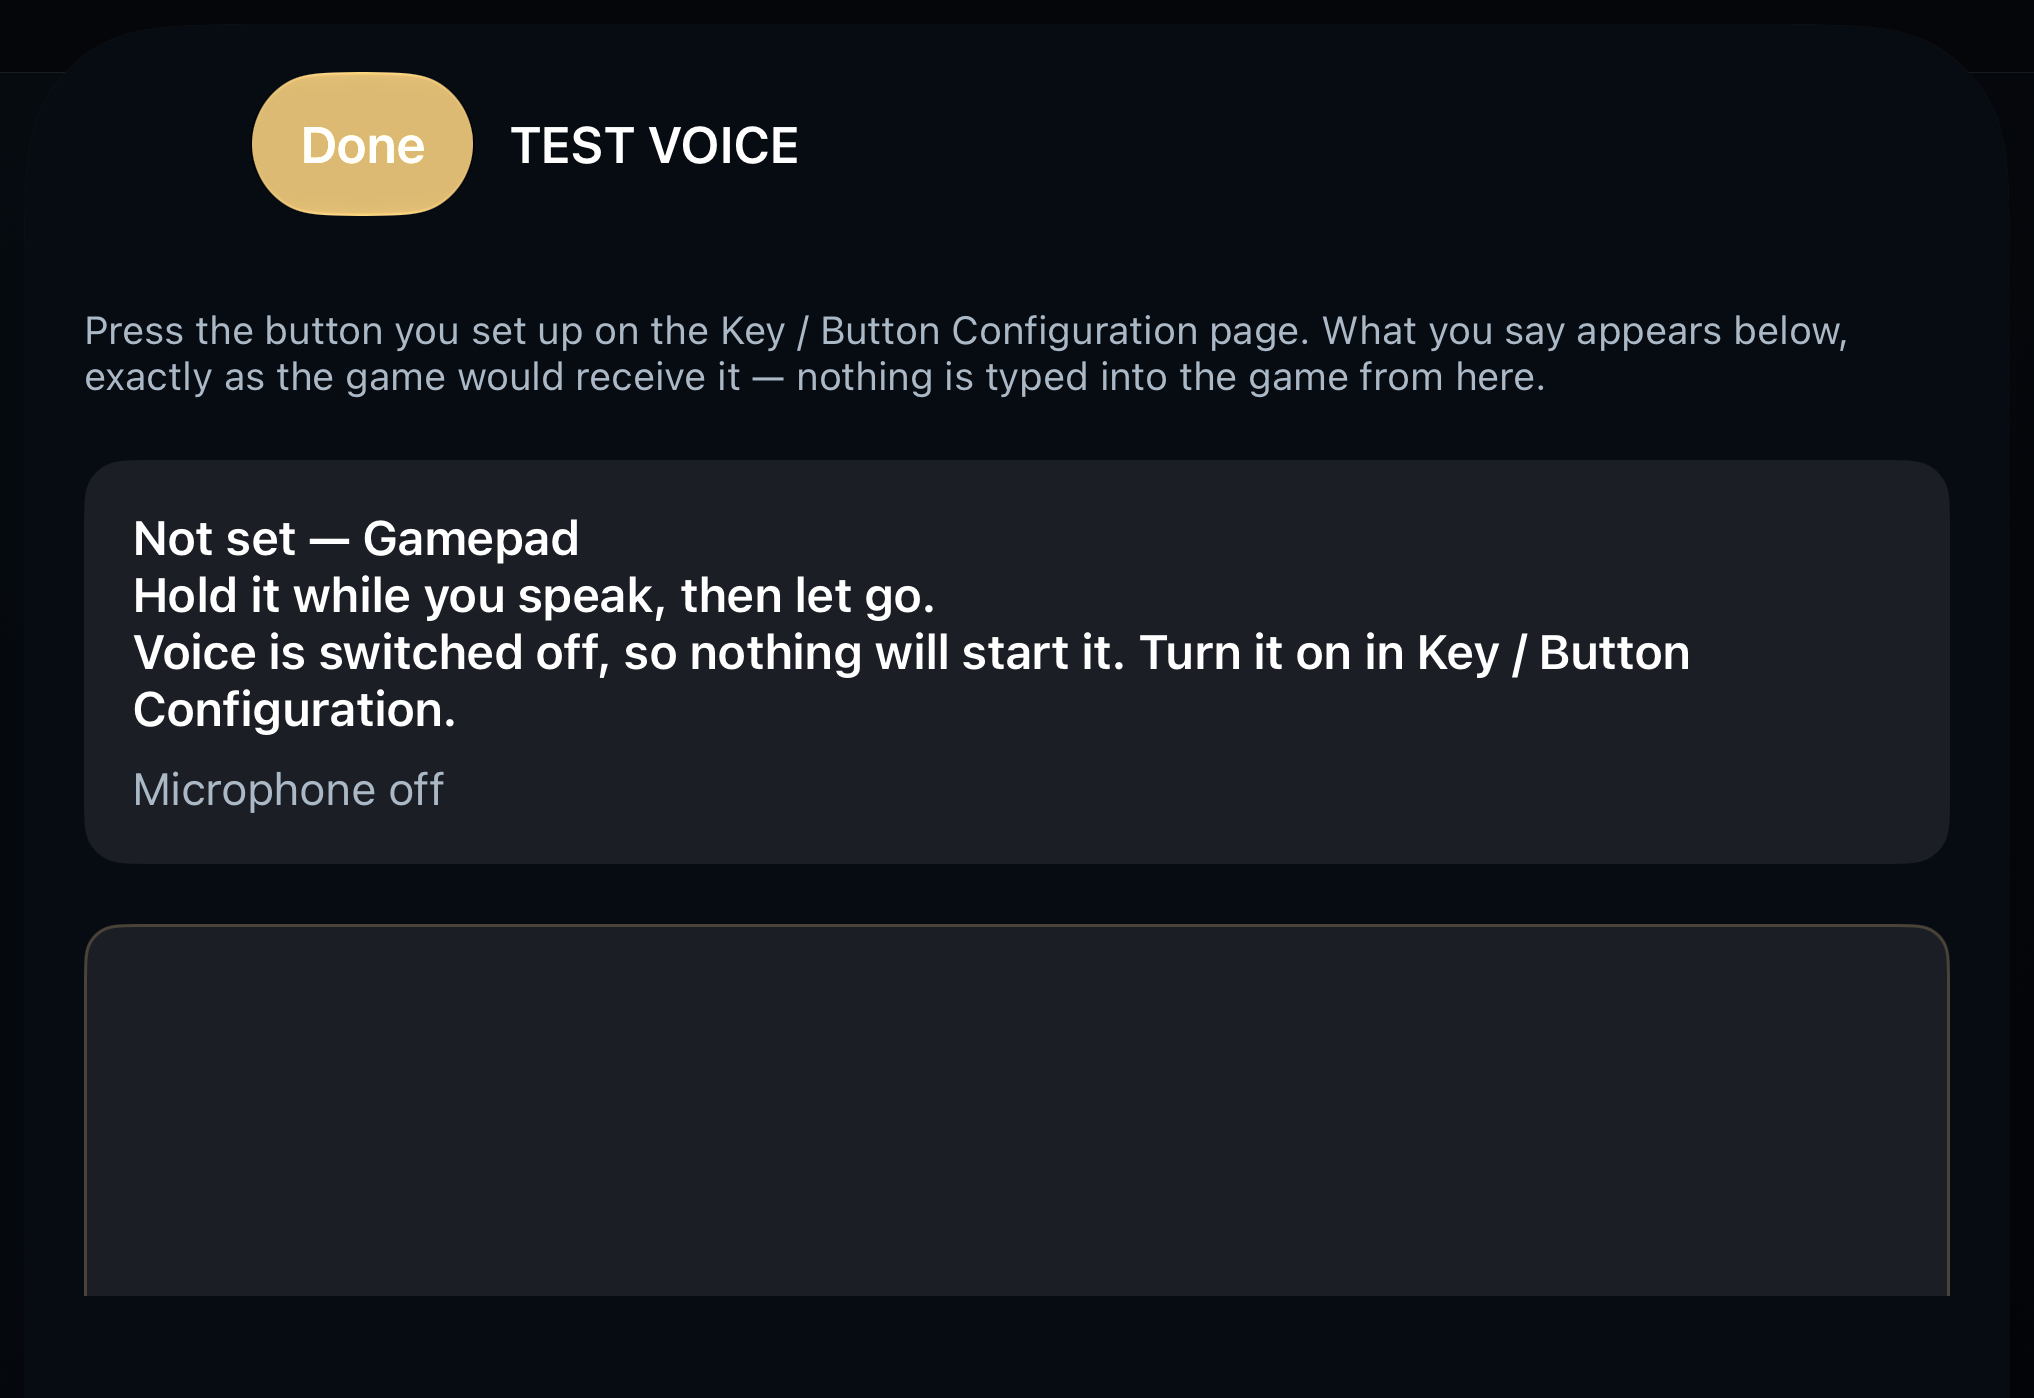 Done
TEST VOICE
Press the button you set up on the Key / Button Configuration page. What you say appears below,
exactly as the game would receive it — nothing is typed into the game from here.
Not set — Gamepad
Hold it while you speak, then let go.
Voice is switched off, so nothing will start it. Turn it on in Key / Button
Configuration.
Microphone off